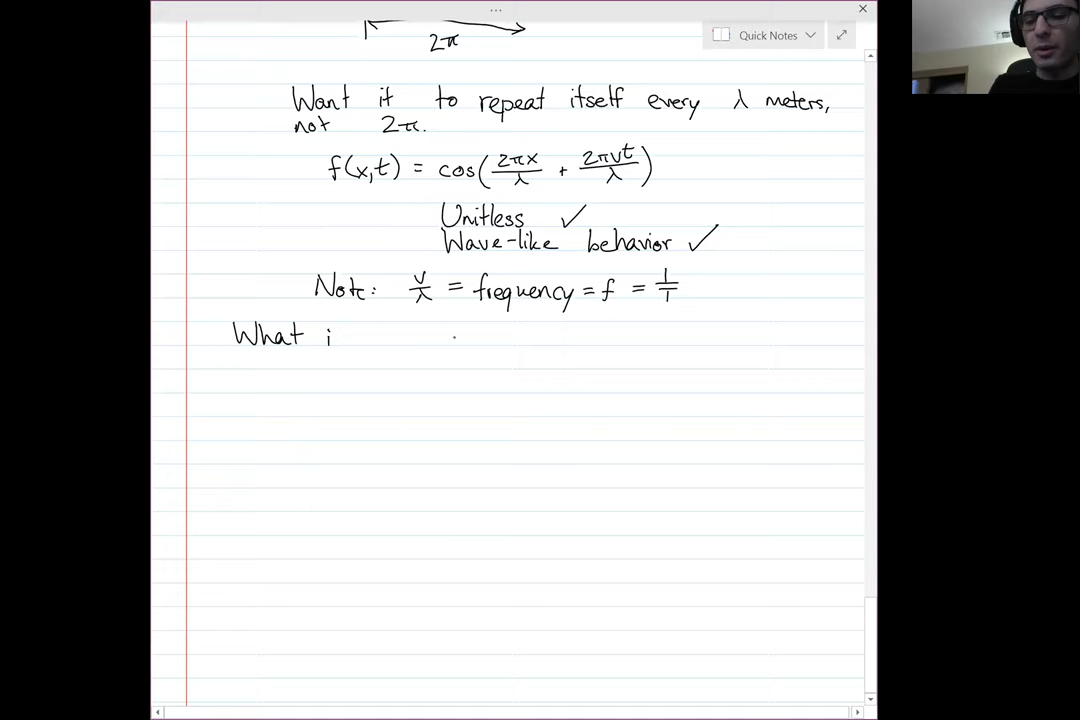 Quick Notes
2π
Want it to repeat itself every λ meters,
not 2π.
f(x,t) = cos(2πx/λ + 2πvt/λ)
Unitless ✓
Wave-like behavior ✓
Note: v/λ = frequency = f = 1/T
What i